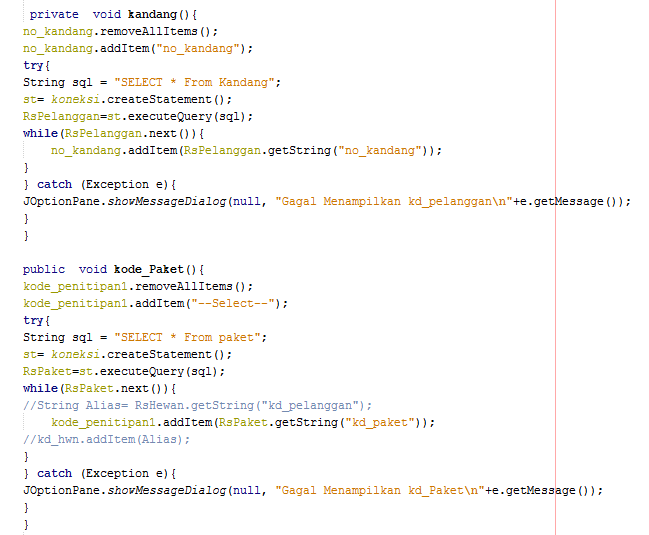 private  void kandang(){
no_kandang.removeAllItems();
no_kandang.addItem("no_kandang");
try{
String sql = "SELECT * From Kandang";
st= koneksi.createStatement();
RsPelanggan=st.executeQuery(sql);
while(RsPelanggan.next()){
no_kandang.addItem(RsPelanggan.getString("no_kandang"));
}
} catch (Exception e){
JOptionPane.showMessageDialog(null, "Gagal Menampilkan kd_pelanggan\n"+e.getMessage());
}
}
public  void kode_Paket(){
kode_penitipan1.removeAllItems();
kode_penitipan1.addItem("--Select--");
try{
String sql = "SELECT * From paket";
st= koneksi.createStatement();
RsPaket=st.executeQuery(sql);
while(RsPaket.next()){
//String Alias= RsHewan.getString("kd_pelanggan");
kode_penitipan1.addItem(RsPaket.getString("kd_paket"));
//kd_hwn.addItem(Alias);
}
} catch (Exception e){
JOptionPane.showMessageDialog(null, "Gagal Menampilkan kd_Paket\n"+e.getMessage());
}
}